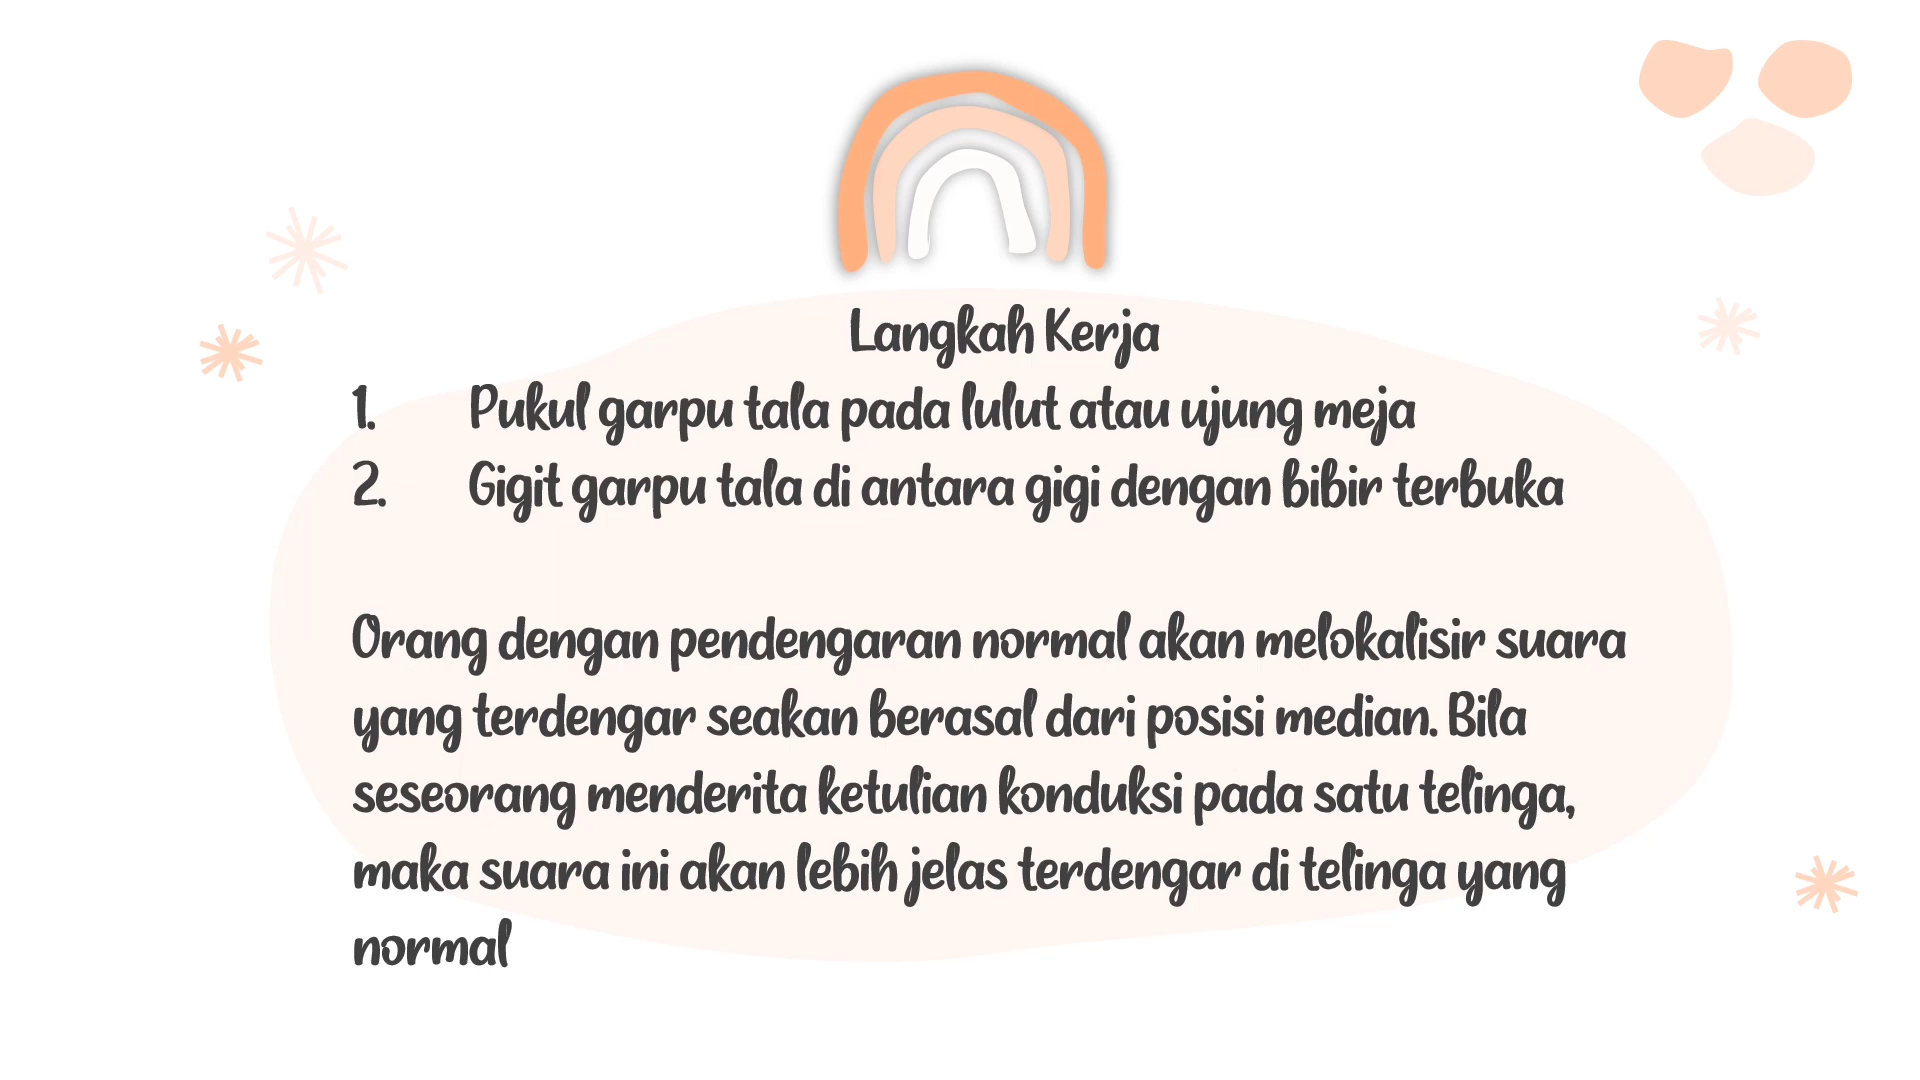 Langkah Kerja
1. Pukul garpu tala pada lulut atau ujung meja
2. Gigit garpu tala di antara gigi dengan bibir terbuka
Orang dengan pendengaran normal akan melokalisir suara
yang terdengar seakan berasal dari posisi median. Bila
seseorang menderita ketulian konduksi pada satu telinga,
maka suara ini akan lebih jelas terdengar di telinga yang
normal